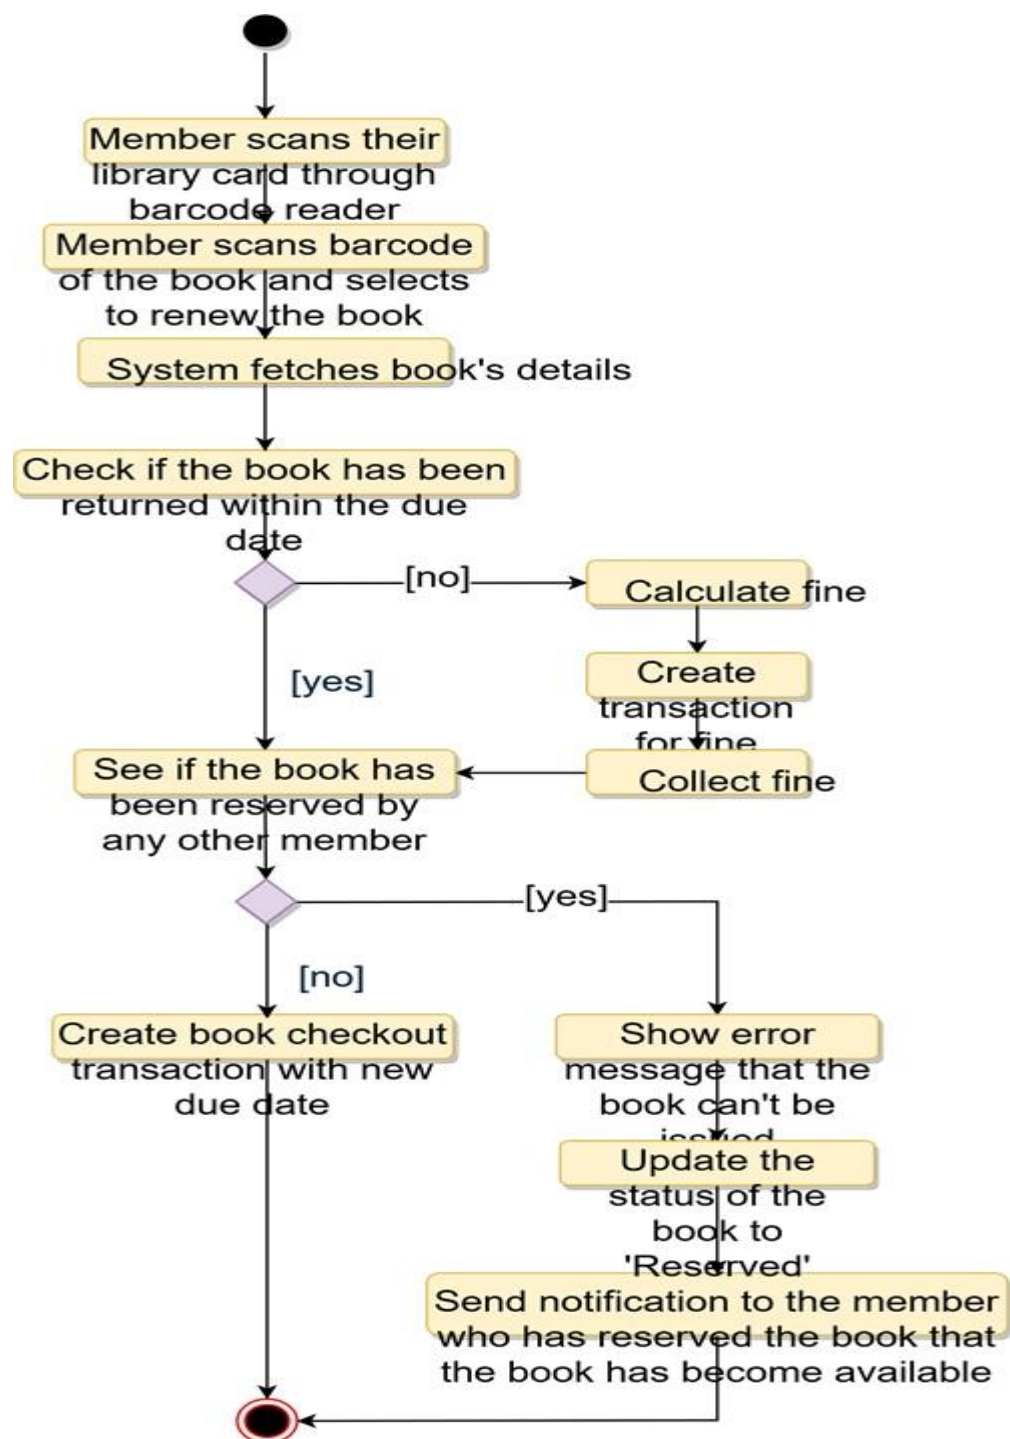 Member scans their
library card through
barcode reader
Member scans barcode
of the book and selects
to renew the book
System fetches book's details
Check if the book has been
returned within the due
date
[no]
Calculate fine
[yes]
Create
transaction
for fine
See if the book has
been reserved by
any other member
Collect fine
[yes]
[no]
Create book checkout
transaction with new
due date
Show error
message that the
book can't be
issued
Update the
status of the
book to
'Reserved'
Send notification to the member
who has reserved the book that
the book has become available